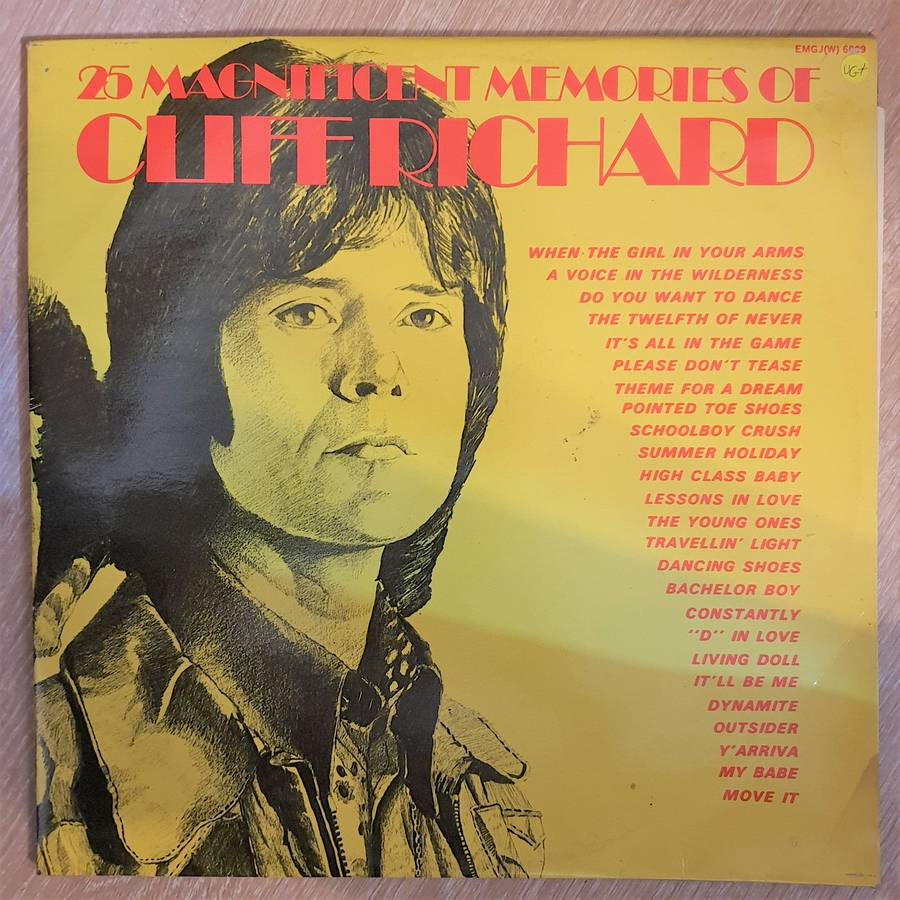 EMGJ(W) 6009
VG+
25 MAGNIFICENT MEMORIES OF
CLIFF RICHARD
WHEN THE GIRL IN YOUR ARMS
A VOICE IN THE WILDERNESS
DO YOU WANT TO DANCE
THE TWELFTH OF NEVER
IT'S ALL IN THE GAME
PLEASE DON'T TEASE
THEME FOR A DREAM
POINTED TOE SHOES
SCHOOLBOY CRUSH
SUMMER HOLIDAY
HIGH CLASS BABY
LESSONS IN LOVE
THE YOUNG ONES
TRAVELLIN' LIGHT
DANCING SHOES
BACHELOR BOY
CONSTANTLY
"D" IN LOVE
LIVING DOLL
IT'LL BE ME
DYNAMITE
OUTSIDER
Y'ARRIVA
MY BABE
MOVE IT